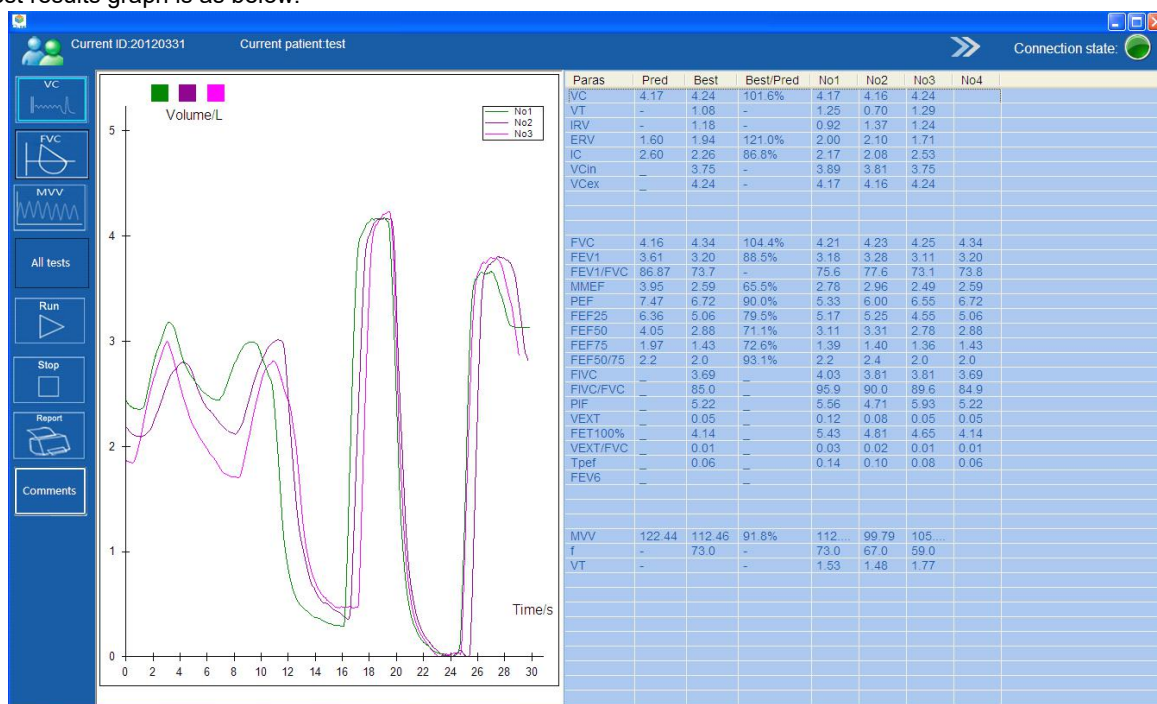 est results graph is as below:
Current ID:20120331 Current patient:test Connection state:
VC
FVC
MVV
All tests
Run
Stop
Report
Comments
Volume/L
No1
No2
No3
5
4
3
2
1
0
Time/s
0 2 4 6 8 10 12 14 16 18 20 22 24 26 28 30
Paras Pred Best Best/Pred No1 No2 No3 No4
VC 4.17 4.24 101.6% 4.17 4.16 4.24
VT - 1.08 - 1.25 0.70 1.29
IRV - 1.18 - 0.92 1.37 1.24
ERV 1.60 1.94 121.0% 2.00 2.10 1.71
IC 2.60 2.26 86.8% 2.17 2.08 2.53
VCin _ 3.75 - 3.89 3.81 3.75
VCex _ 4.24 - 4.17 4.16 4.24
FVC 4.16 4.34 104.4% 4.21 4.23 4.25 4.34
FEV1 3.61 3.20 88.5% 3.18 3.28 3.11 3.20
FEV1/FVC 86.87 73.7 - 75.6 77.6 73.1 73.8
MMEF 3.95 2.59 65.5% 2.78 2.96 2.49 2.59
PEF 7.47 6.72 90.0% 5.33 6.00 6.55 6.72
FEF25 6.36 5.06 79.5% 5.17 5.25 4.55 5.06
FEF50 4.05 2.88 71.1% 3.11 3.31 2.78 2.88
FEF75 1.97 1.43 72.6% 1.39 1.40 1.36 1.43
FEF50/75 2.2 2.0 93.1% 2.2 2.4 2.0 2.0
FIVC _ 3.69 _ 4.03 3.81 3.81 3.69
FIVC/FVC _ 85.0 _ 95.9 90.0 89.6 84.9
PIF _ 5.22 _ 5.56 4.71 5.93 5.22
VEXT _ 0.05 _ 0.12 0.08 0.05 0.05
FET100% _ 4.14 _ 5.43 4.81 4.65 4.14
VEXT/FVC _ 0.01 _ 0.03 0.02 0.01 0.01
Tpef _ 0.06 _ 0.14 0.10 0.08 0.06
FEV6 _ _
MVV 122.44 112.46 91.8% 112.... 99.79 105....
f - 73.0 - 73.0 67.0 59.0
VT - - 1.53 1.48 1.77